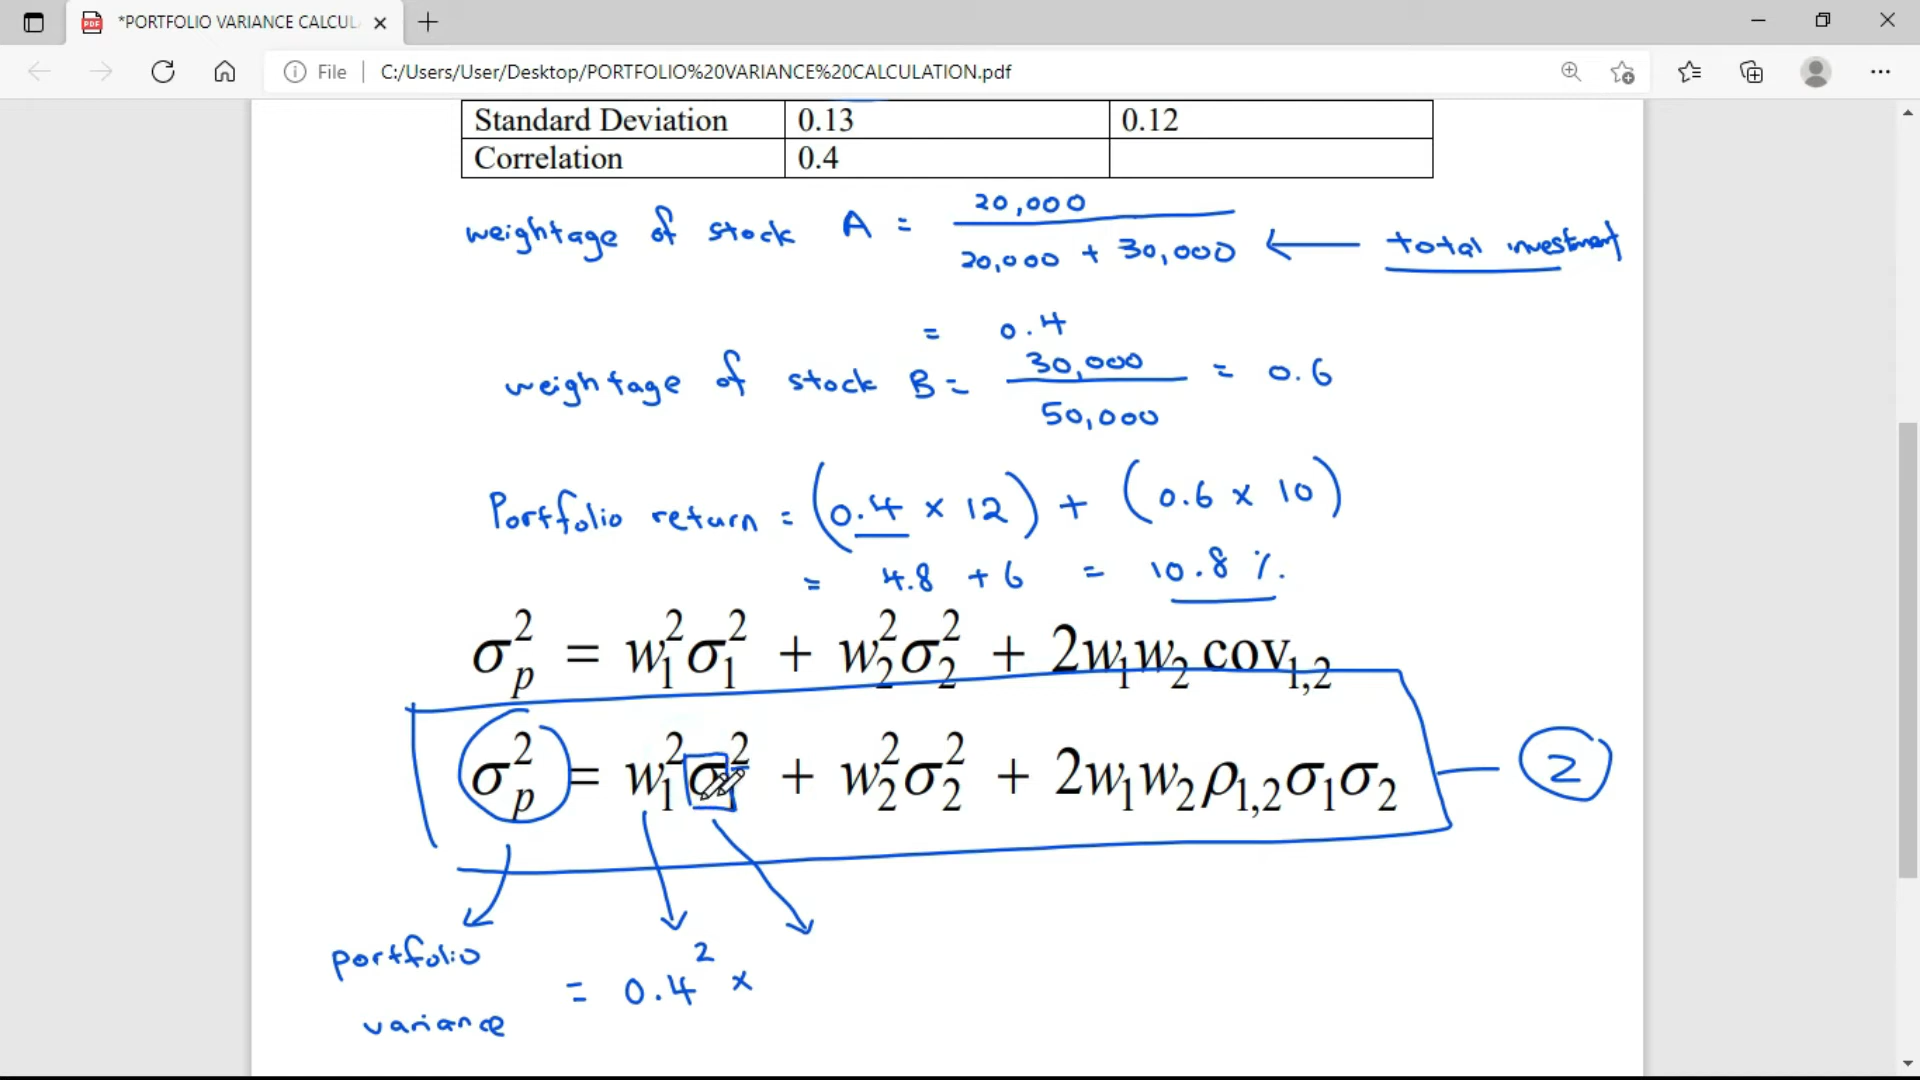 *PORTFOLIO VARIANCE CALCUL
File C:/Users/User/Desktop/PORTFOLIO%20VARIANCE%20CALCULATION.pdf
Standard Deviation 0.13 0.12
Correlation 0.4
weightage of stock A = 20,000 / 20,000 + 30,000 ← total investment
= 0.4
weightage of stock B = 30,000 / 50,000 = 0.6
Portfolio return = (0.4 × 12) + (0.6 × 10)
= 4.8 + 6 = 10.8 %.
σ²ₚ = w₁²σ₁² + w₂²σ₂² + 2w₁w₂ cov₁,₂
σ²ₚ = w₁²σ₁² + w₂²σ₂² + 2w₁w₂ρ₁,₂σ₁σ₂ 2
portfolio
variance
= 0.4² ×